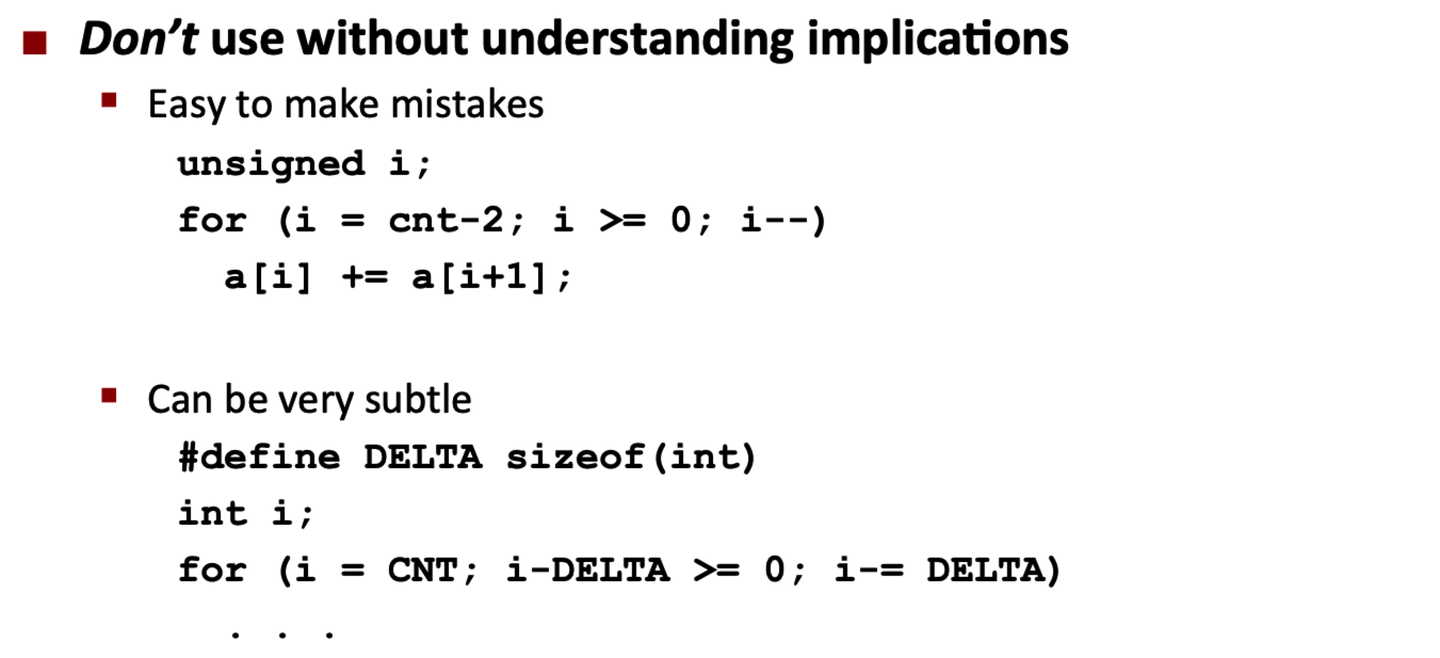 Don't use without understanding implications
Easy to make mistakes
unsigned i;
for (i = cnt-2; i >= 0; i--)
a[i] += a[i+1];
Can be very subtle
#define DELTA sizeof(int)
int i;
for (i = CNT; i-DELTA >= 0; i-= DELTA)
. . .